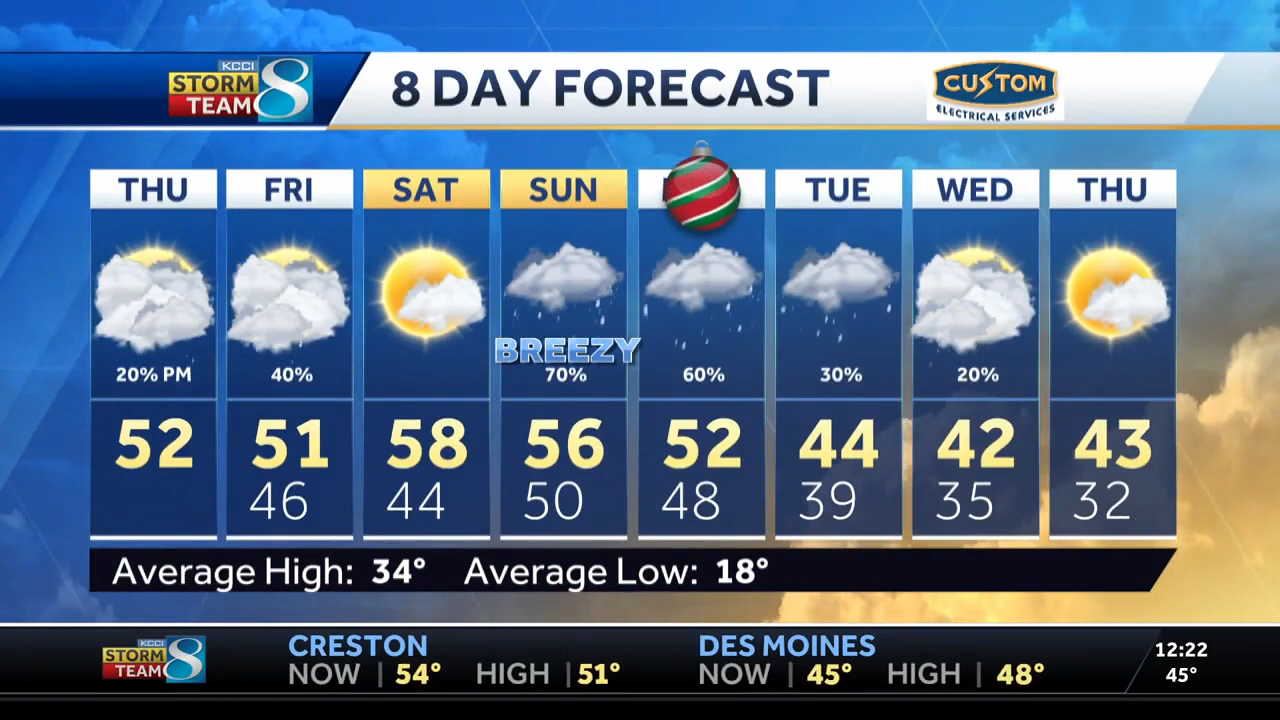 KCCI
STORM
TEAM 8
8 DAY FORECAST
CUSTOM
ELECTRICAL SERVICES
THU FRI SAT SUN TUE WED THU
BREEZY
20% PM 40% 70% 60% 30% 20%
52 51 58 56 52 44 42 43
46 44 50 48 39 35 32
Average High: 34° Average Low: 18°
KCCI
STORM
TEAM 8
CRESTON DES MOINES
NOW | 54° HIGH | 51° NOW | 45° HIGH | 48°
12:22
45°